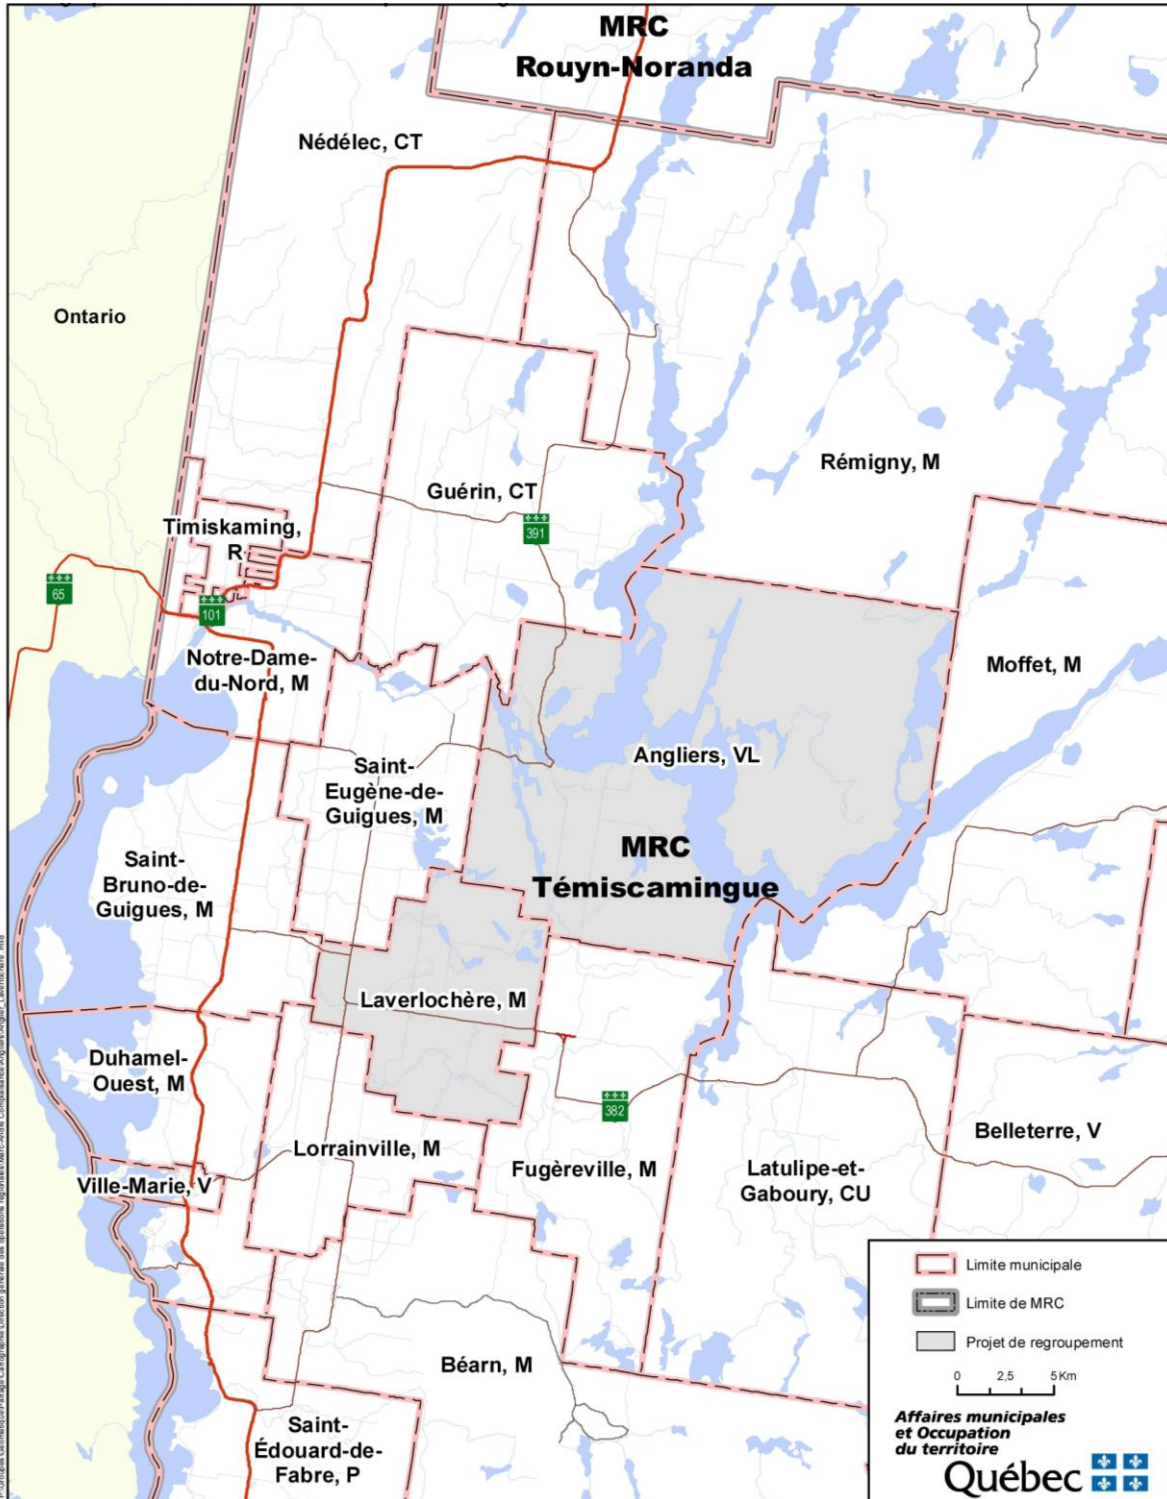 MRC
Rouyn-Noranda
Nédélec, CT
Ontario
Rémigny, M
Guérin, CT
391
Timiskaming,
R
65
101
Notre-Dame-
du-Nord, M
Moffet, M
Angliers, VL
Saint-
Eugène-de-
Guigues, M
MRC
Témiscamingue
Saint-
Bruno-de-
Guigues, M
Laverlochère, M
Duhamel-
Ouest, M
382
Lorrainville, M
Belleterre, V
Fugèreville, M
Latulipe-et-
Gaboury, CU
Ville-Marie, V
Béarn, M
Saint-
Édouard-de-
Fabre, P
Limite municipale
Limite de MRC
Projet de regroupement
0 2,5 5 Km
Affaires municipales
et Occupation
du territoire
Québec